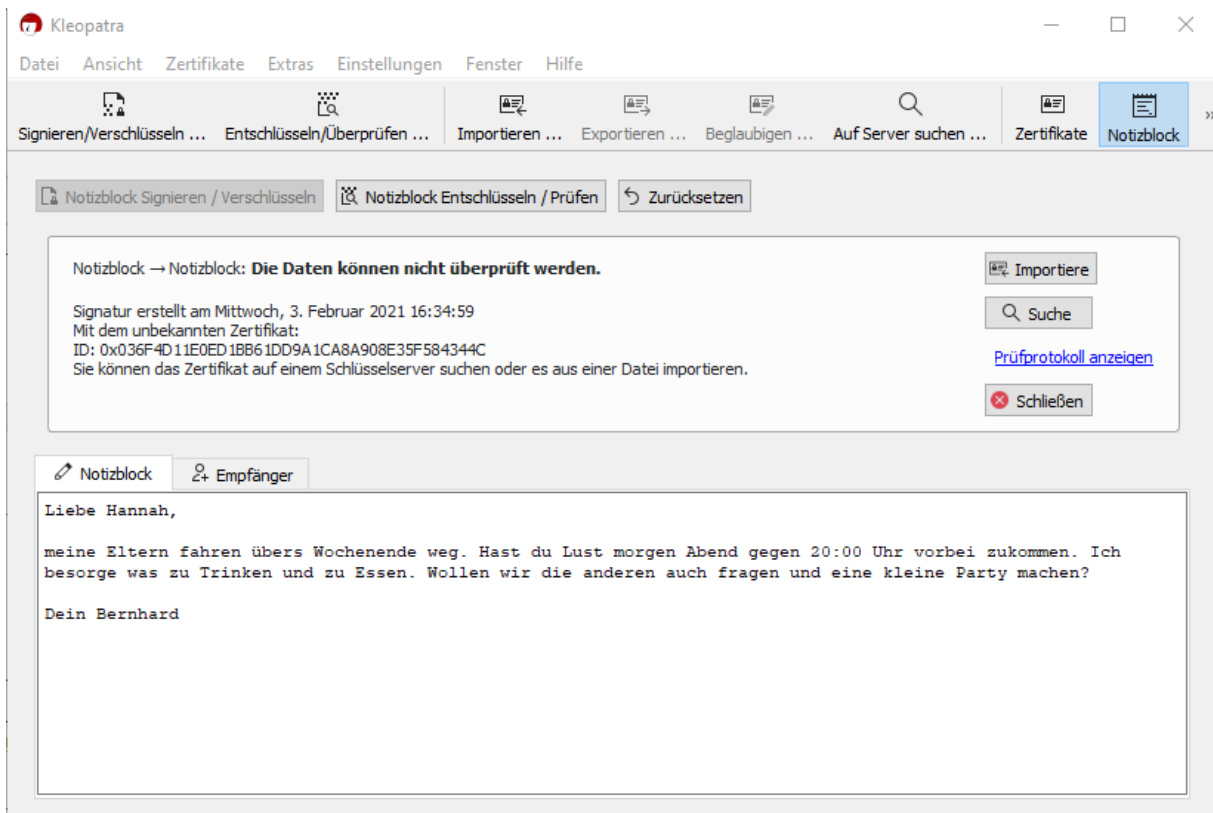 Kleopatra
Datei Ansicht Zertifikate Extras Einstellungen Fenster Hilfe
Signieren/Verschlüsseln ... Entschlüsseln/Überprüfen ... Importieren ... Exportieren ... Beglaubigen ... Auf Server suchen ... Zertifikate Notizblock »
Notizblock Signieren / Verschlüsseln Notizblock Entschlüsseln / Prüfen Zurücksetzen
Notizblock → Notizblock: Die Daten können nicht überprüft werden.
Importiere
Signatur erstellt am Mittwoch, 3. Februar 2021 16:34:59
Suche
Mit dem unbekannten Zertifikat:
ID: 0x036F4D11E0ED1BB61DD9A1CA8A908E35F584344C
Prüfprotokoll anzeigen
Sie können das Zertifikat auf einem Schlüsselserver suchen oder es aus einer Datei importieren.
Schließen
Notizblock Empfänger
Liebe Hannah,
meine Eltern fahren übers Wochenende weg. Hast du Lust morgen Abend gegen 20:00 Uhr vorbei zukommen. Ich
besorge was zu Trinken und zu Essen. Wollen wir die anderen auch fragen und eine kleine Party machen?
Dein Bernhard